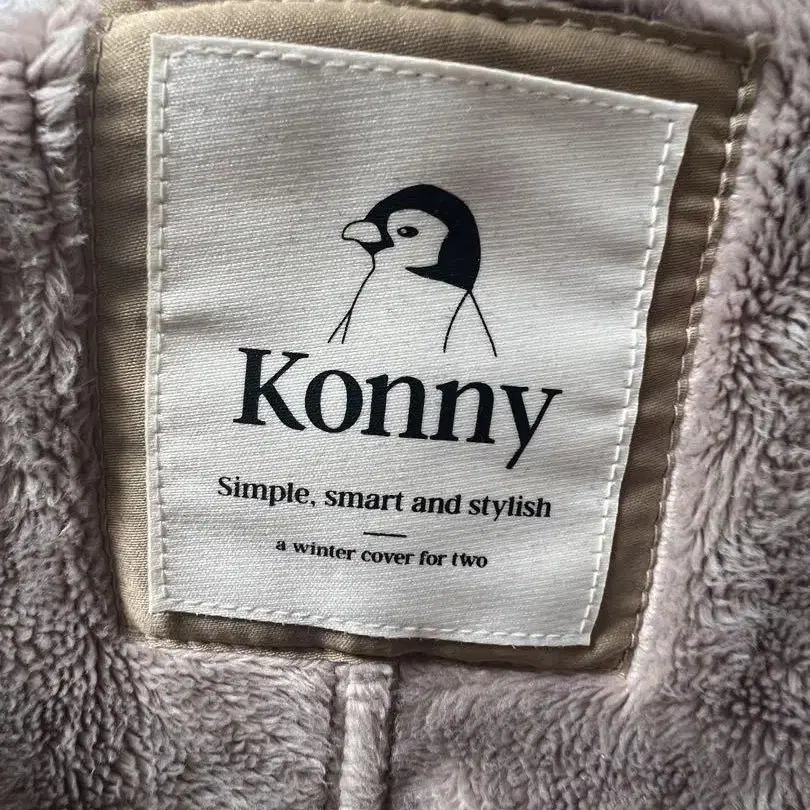 Konny
Simple, smart and stylish
a winter cover for two